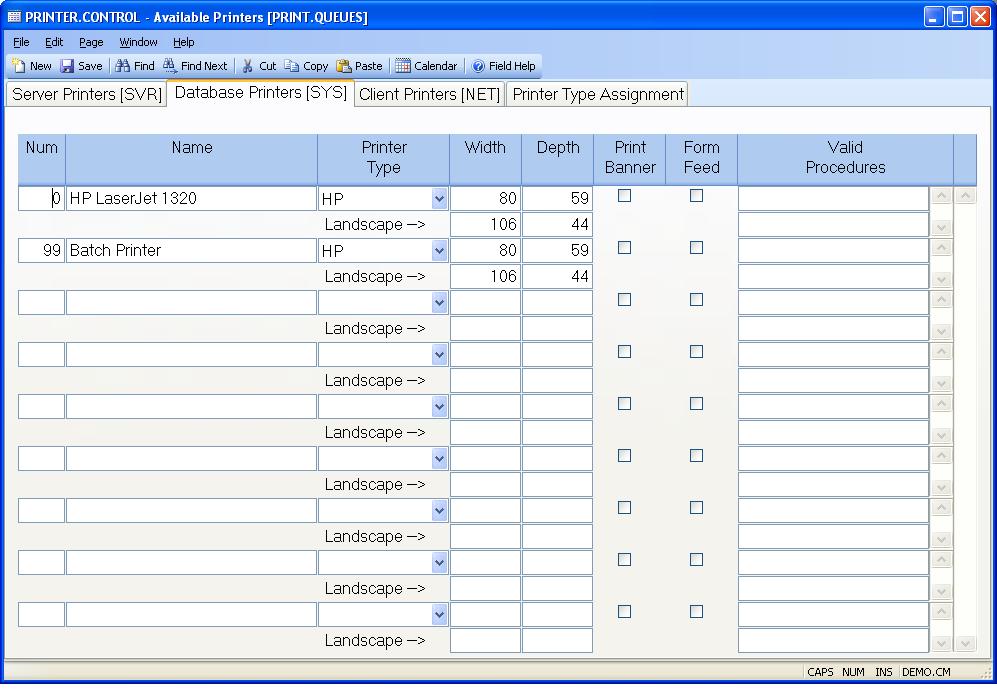 PRINTER.CONTROL - Available Printers [PRINT.QUEUES]
File Edit Page Window Help
New Save Find Find Next Cut Copy Paste Calendar Field Help
Server Printers [SVR] Database Printers [SYS] Client Printers [NET] Printer Type Assignment
Num Name Printer Type Width Depth Print Banner Form Feed Valid Procedures
0 HP LaserJet 1320 HP 80 59
Landscape --> 106 44
99 Batch Printer HP 80 59
Landscape --> 106 44
Landscape -->
Landscape -->
Landscape -->
Landscape -->
Landscape -->
Landscape -->
Landscape -->
CAPS NUM INS DEMO.CM